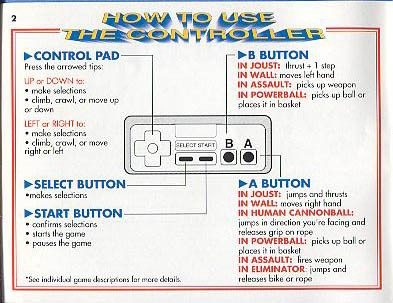 2
HOW TO USE
THE CONTROLLER
►CONTROL PAD
Press the arrowed tips:
UP or DOWN to:
• make selections
• climb, crawl, or move up
or down
LEFT or RIGHT to:
• make selections
• climb, crawl, or move
right or left
►SELECT BUTTON
•makes selections
►START BUTTON
• confirms selections
• starts the game
• pauses the game
*See individual game descriptions for more details.
SELECT START
B A
►B BUTTON
IN JOUST: thrust + 1 step
IN WALL: moves left hand
IN ASSAULT: picks up weapon
IN POWERBALL: picks up ball or
places it in basket
►A BUTTON
IN JOUST: jumps and thrusts
IN WALL: moves right hand
IN HUMAN CANNONBALL:
jumps in direction you're facing and
releases grip on rope
IN POWERBALL: picks up ball or
places it in basket
IN ASSAULT: fires weapon
IN ELIMINATOR: jumps and
releases bike or rope